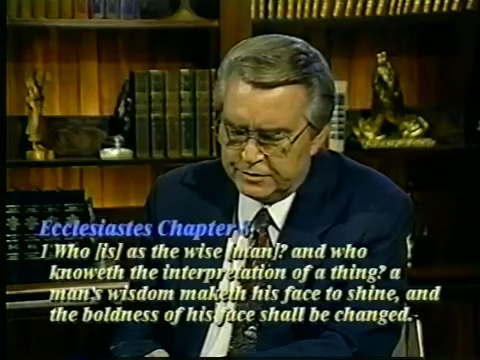 Ecclesiastes Chapter 8
1 Who [is] as the wise [man]? and who
knoweth the interpretation of a thing? a
man's wisdom maketh his face to shine, and
the boldness of his face shall be changed.